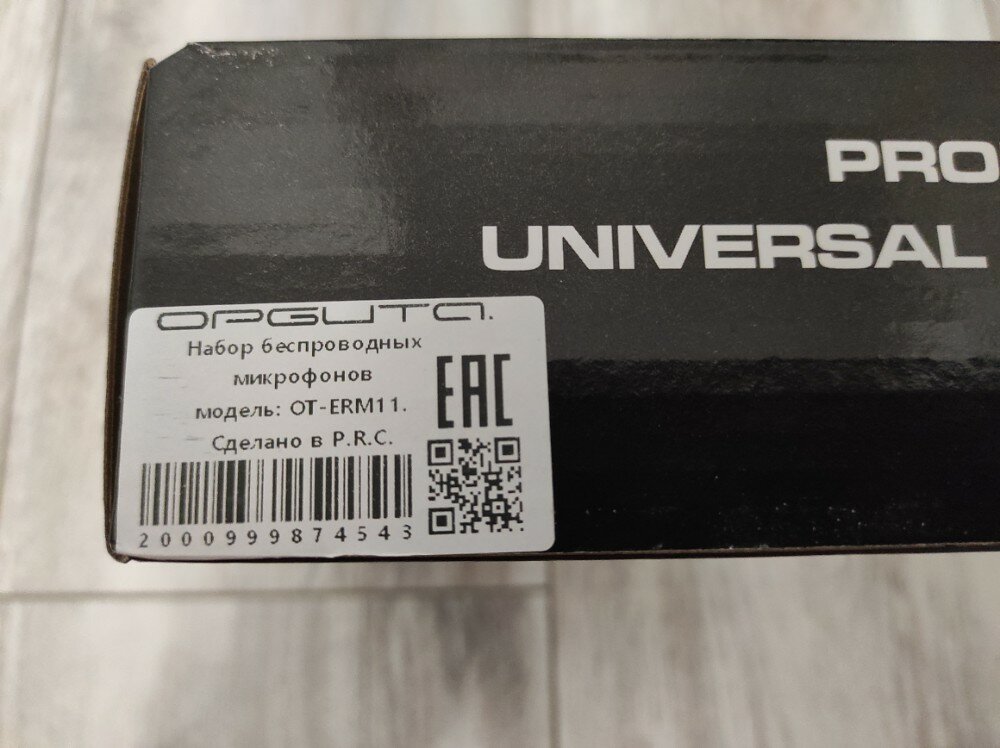 PRO
UNIVERSAL
OPGUTA.
Набор беспроводных
микрофонов
модель: OT-ERM11.
Сделано в P.R.C.
EAC
2000999874543